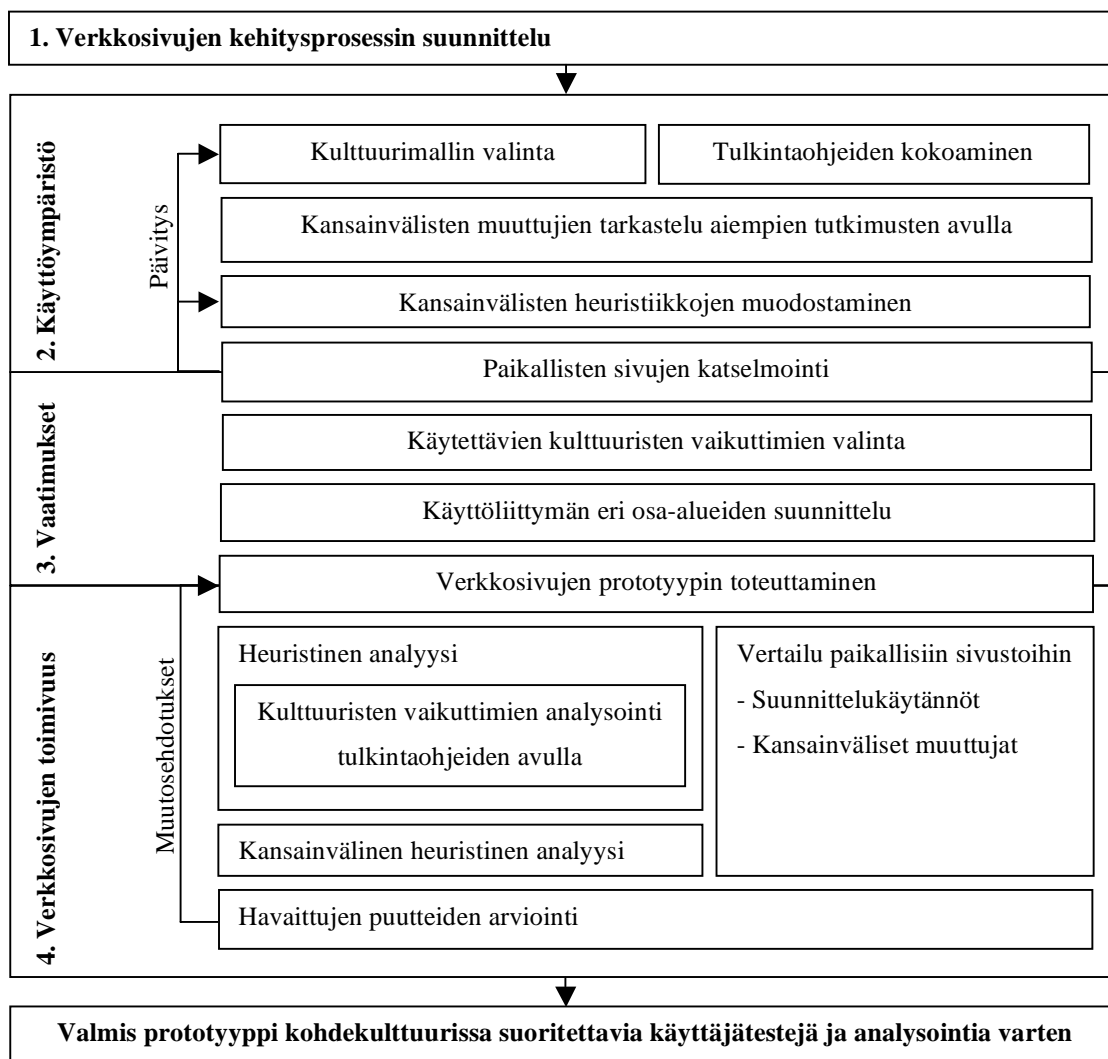 1. Verkkosivujen kehitysprosessin suunnittelu
2. Käyttöympäristö
Päivitys
Kulttuurimallin valinta
Tulkintaohjeiden kokoaminen
Kansainvälisten muuttujien tarkastelu aiempien tutkimusten avulla
Kansainvälisten heuristiikkojen muodostaminen
Paikallisten sivujen katselmointi
3. Vaatimukset
Käytettävien kulttuuristen vaikuttimien valinta
Käyttöliittymän eri osa-alueiden suunnittelu
Verkkosivujen prototyypin toteuttaminen
4. Verkkosivujen toimivuus
Muutosehdotukset
Heuristinen analyysi
Kulttuuristen vaikuttimien analysointi
tulkintaohjeiden avulla
Kansainvälinen heuristinen analyysi
Vertailu paikallisiin sivustoihin
- Suunnittelukäytännöt
- Kansainväliset muuttujat
Havaittujen puutteiden arviointi
Valmis prototyyppi kohdekulttuurissa suoritettavia käyttäjätestejä ja analysointia varten